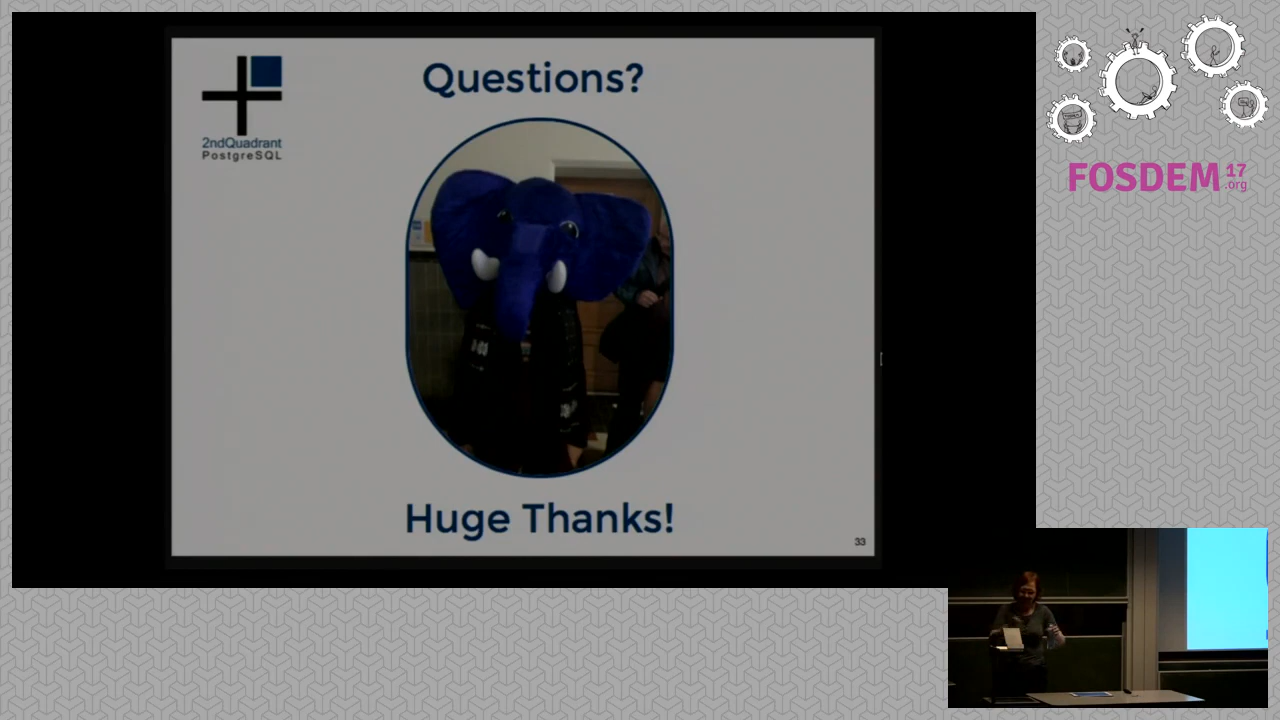 Questions?
2ndQuadrant
PostgreSQL
Huge Thanks!
33
FOSDEM 17
.org